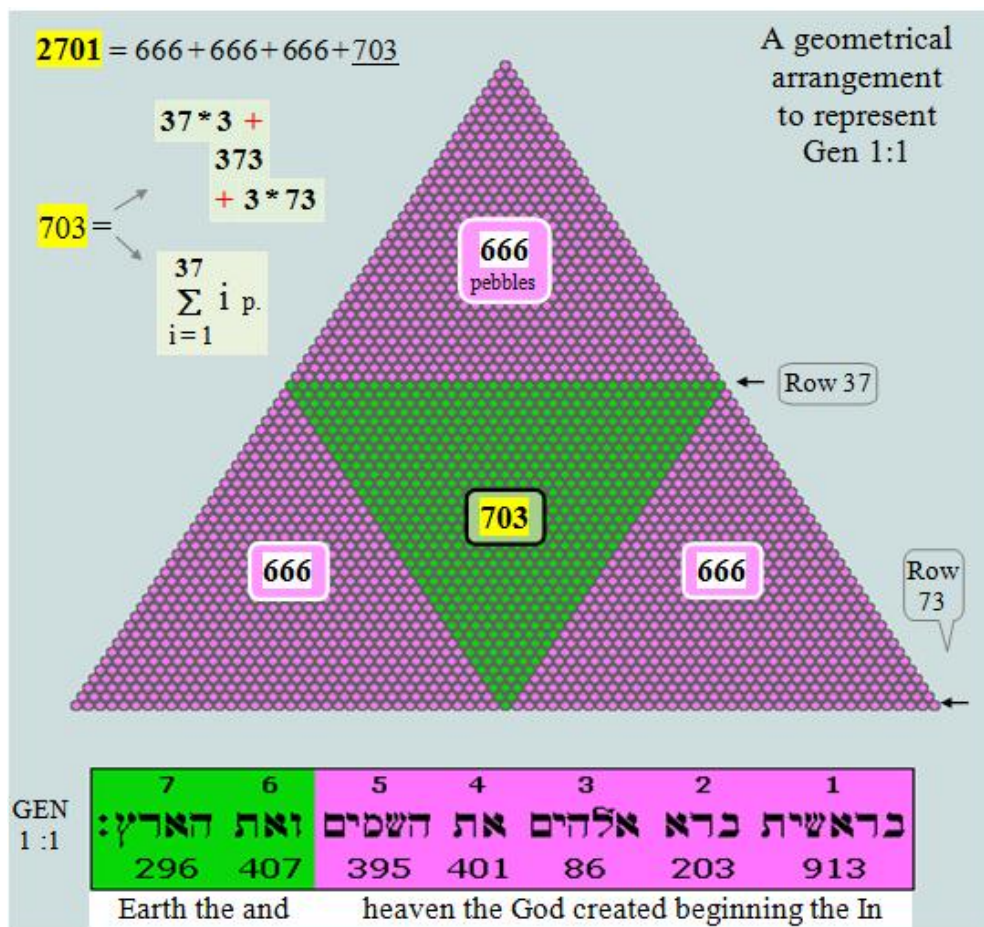 2701 = 666+666+666+703
A geometrical
arrangement
to represent
Gen 1:1
37 * 3 +
373
+ 3 * 73
703 =
37
Σ i p.
i = 1
666
pebbles
Row 37
703
666
666
Row
73
GEN
1 :1
7 6 5 4 3 2 1
בראשית ברא אלהים את השמים ואת הארץ:
296 407 395 401 86 203 913
Earth the and heaven the God created beginning the In